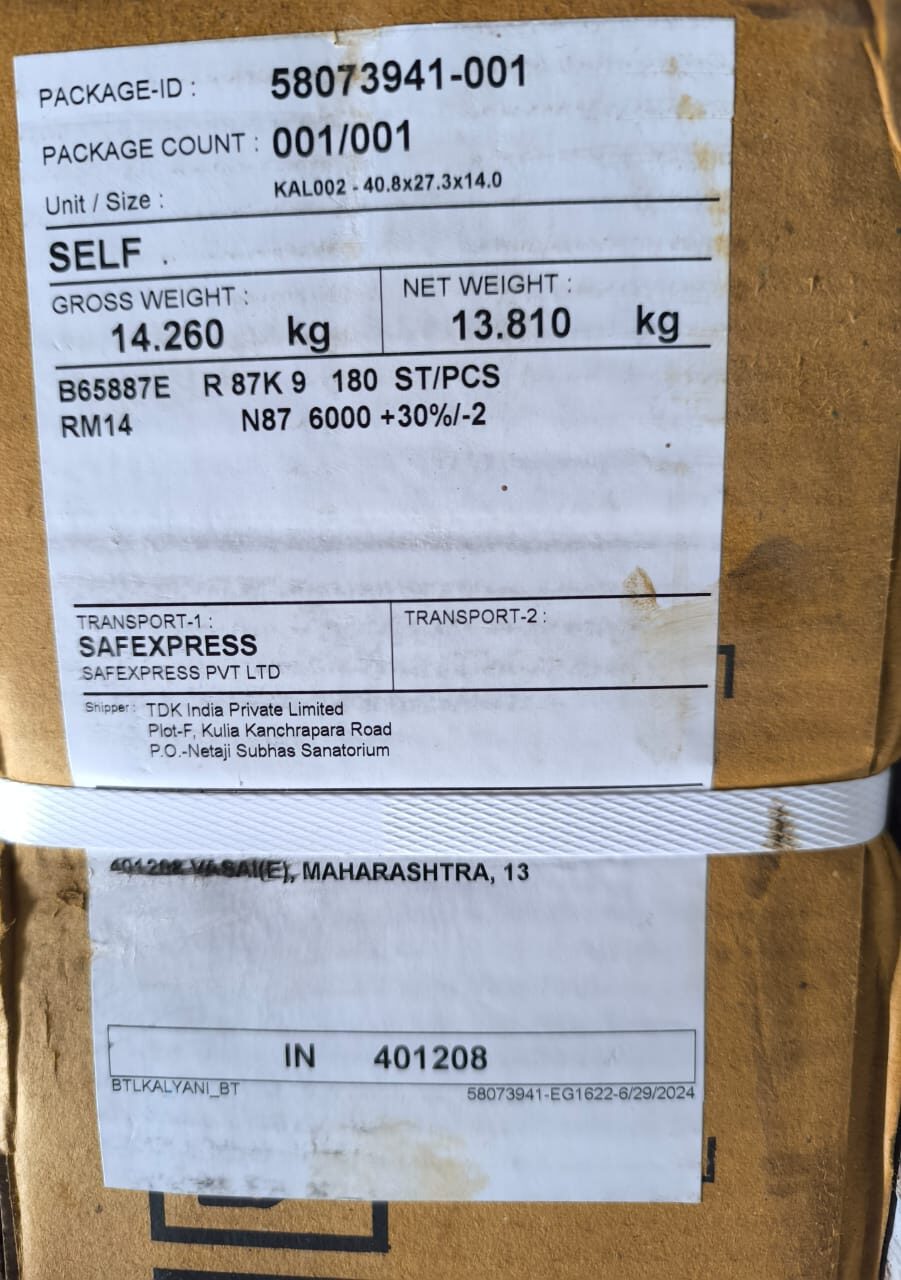 PACKAGE-ID : 58073941-001
PACKAGE COUNT : 001/001
Unit / Size : KAL002 - 40.8x27.3x14.0
SELF .
GROSS WEIGHT : NET WEIGHT :
14.260 kg 13.810 kg
B65887E R 87K 9 180 ST/PCS
RM14 N87 6000 +30%/-2
TRANSPORT-1 : TRANSPORT-2 :
SAFEXPRESS
SAFEXPRESS PVT LTD
Shipper : TDK India Private Limited
Plot-F, Kulia Kanchrapara Road
P.O.-Netaji Subhas Sanatorium
401208 VASAI(E), MAHARASHTRA, 13
IN 401208
BTLKALYANI_BT 58073941-EG1622-6/29/2024